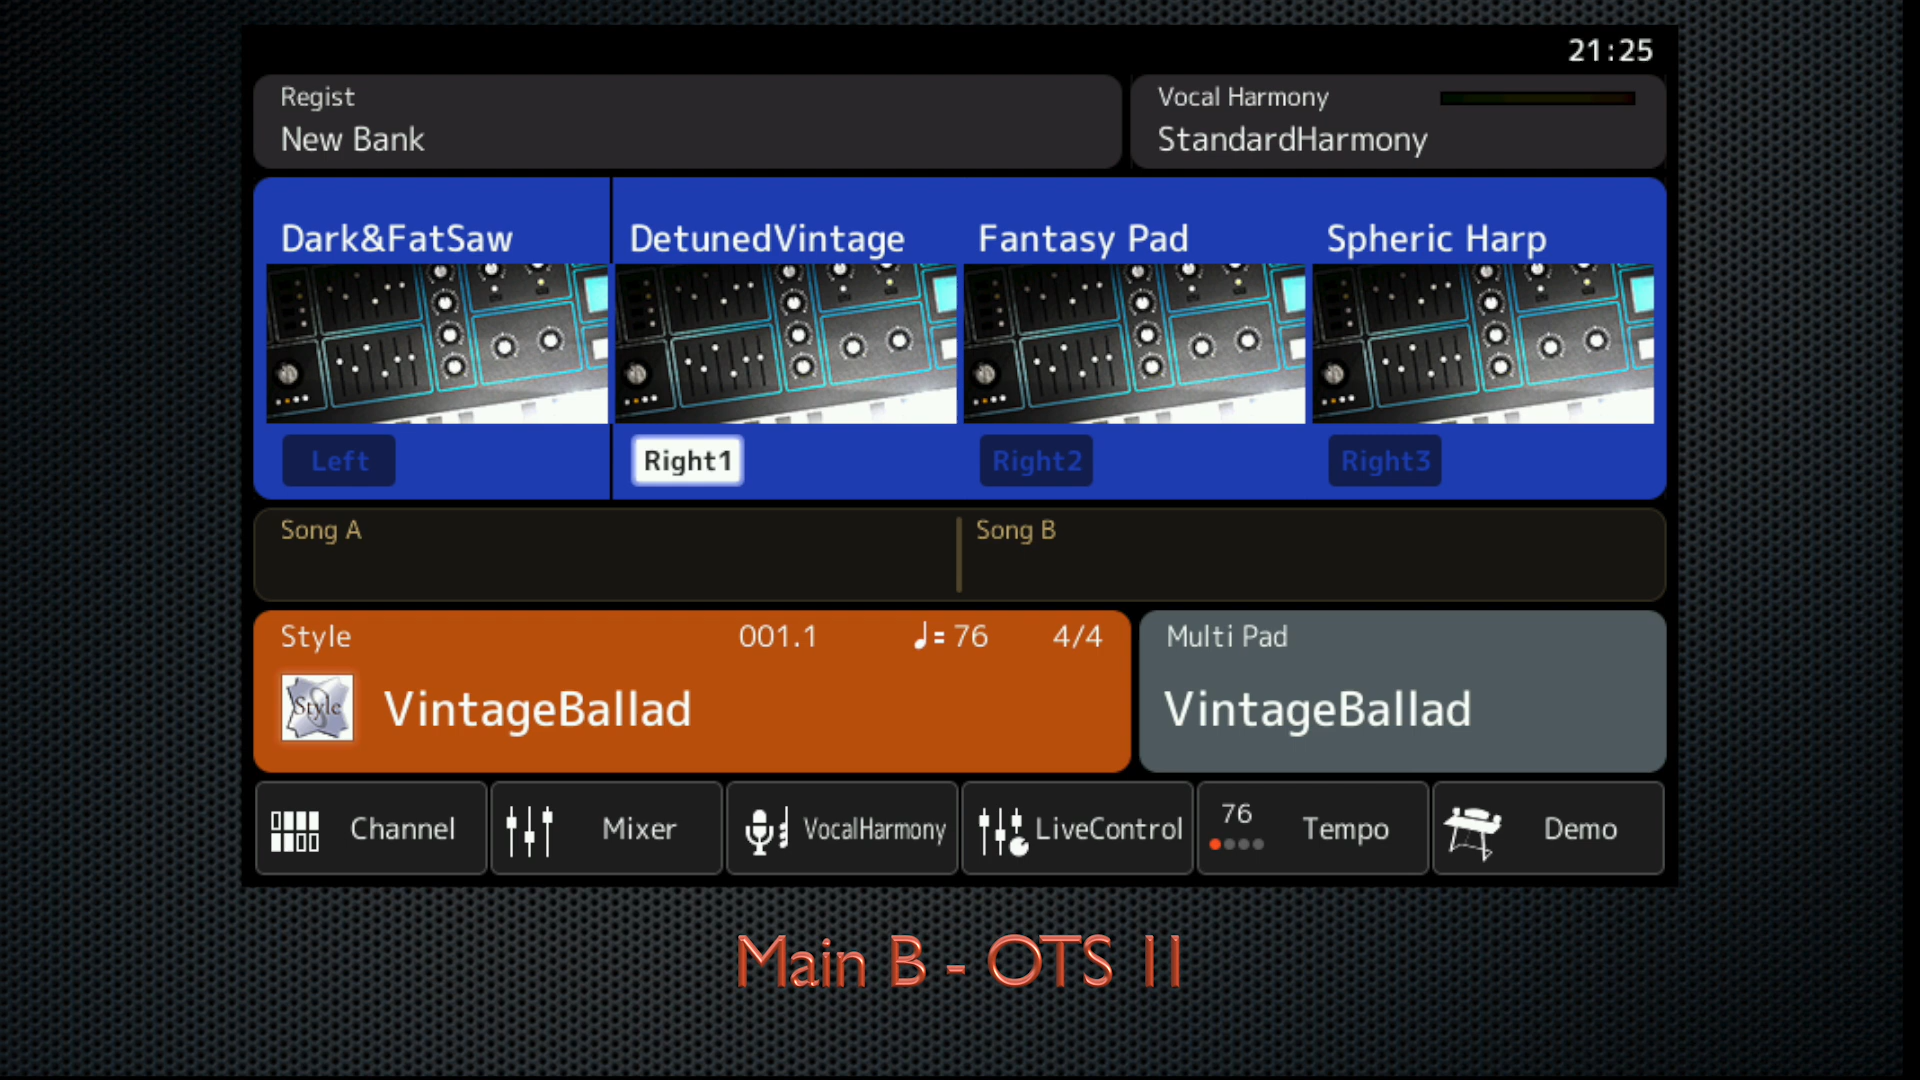 21:25
Regist
New Bank
Vocal Harmony
StandardHarmony
Dark&FatSaw
DetunedVintage
Fantasy Pad
Spheric Harp
Left
Right1
Right2
Right3
Song A
Song B
Style 001.1 ♩= 76 4/4
Style
VintageBallad
Multi Pad
VintageBallad
Channel
Mixer
VocalHarmony
LiveControl
76
Tempo
Demo
Main B - OTS II